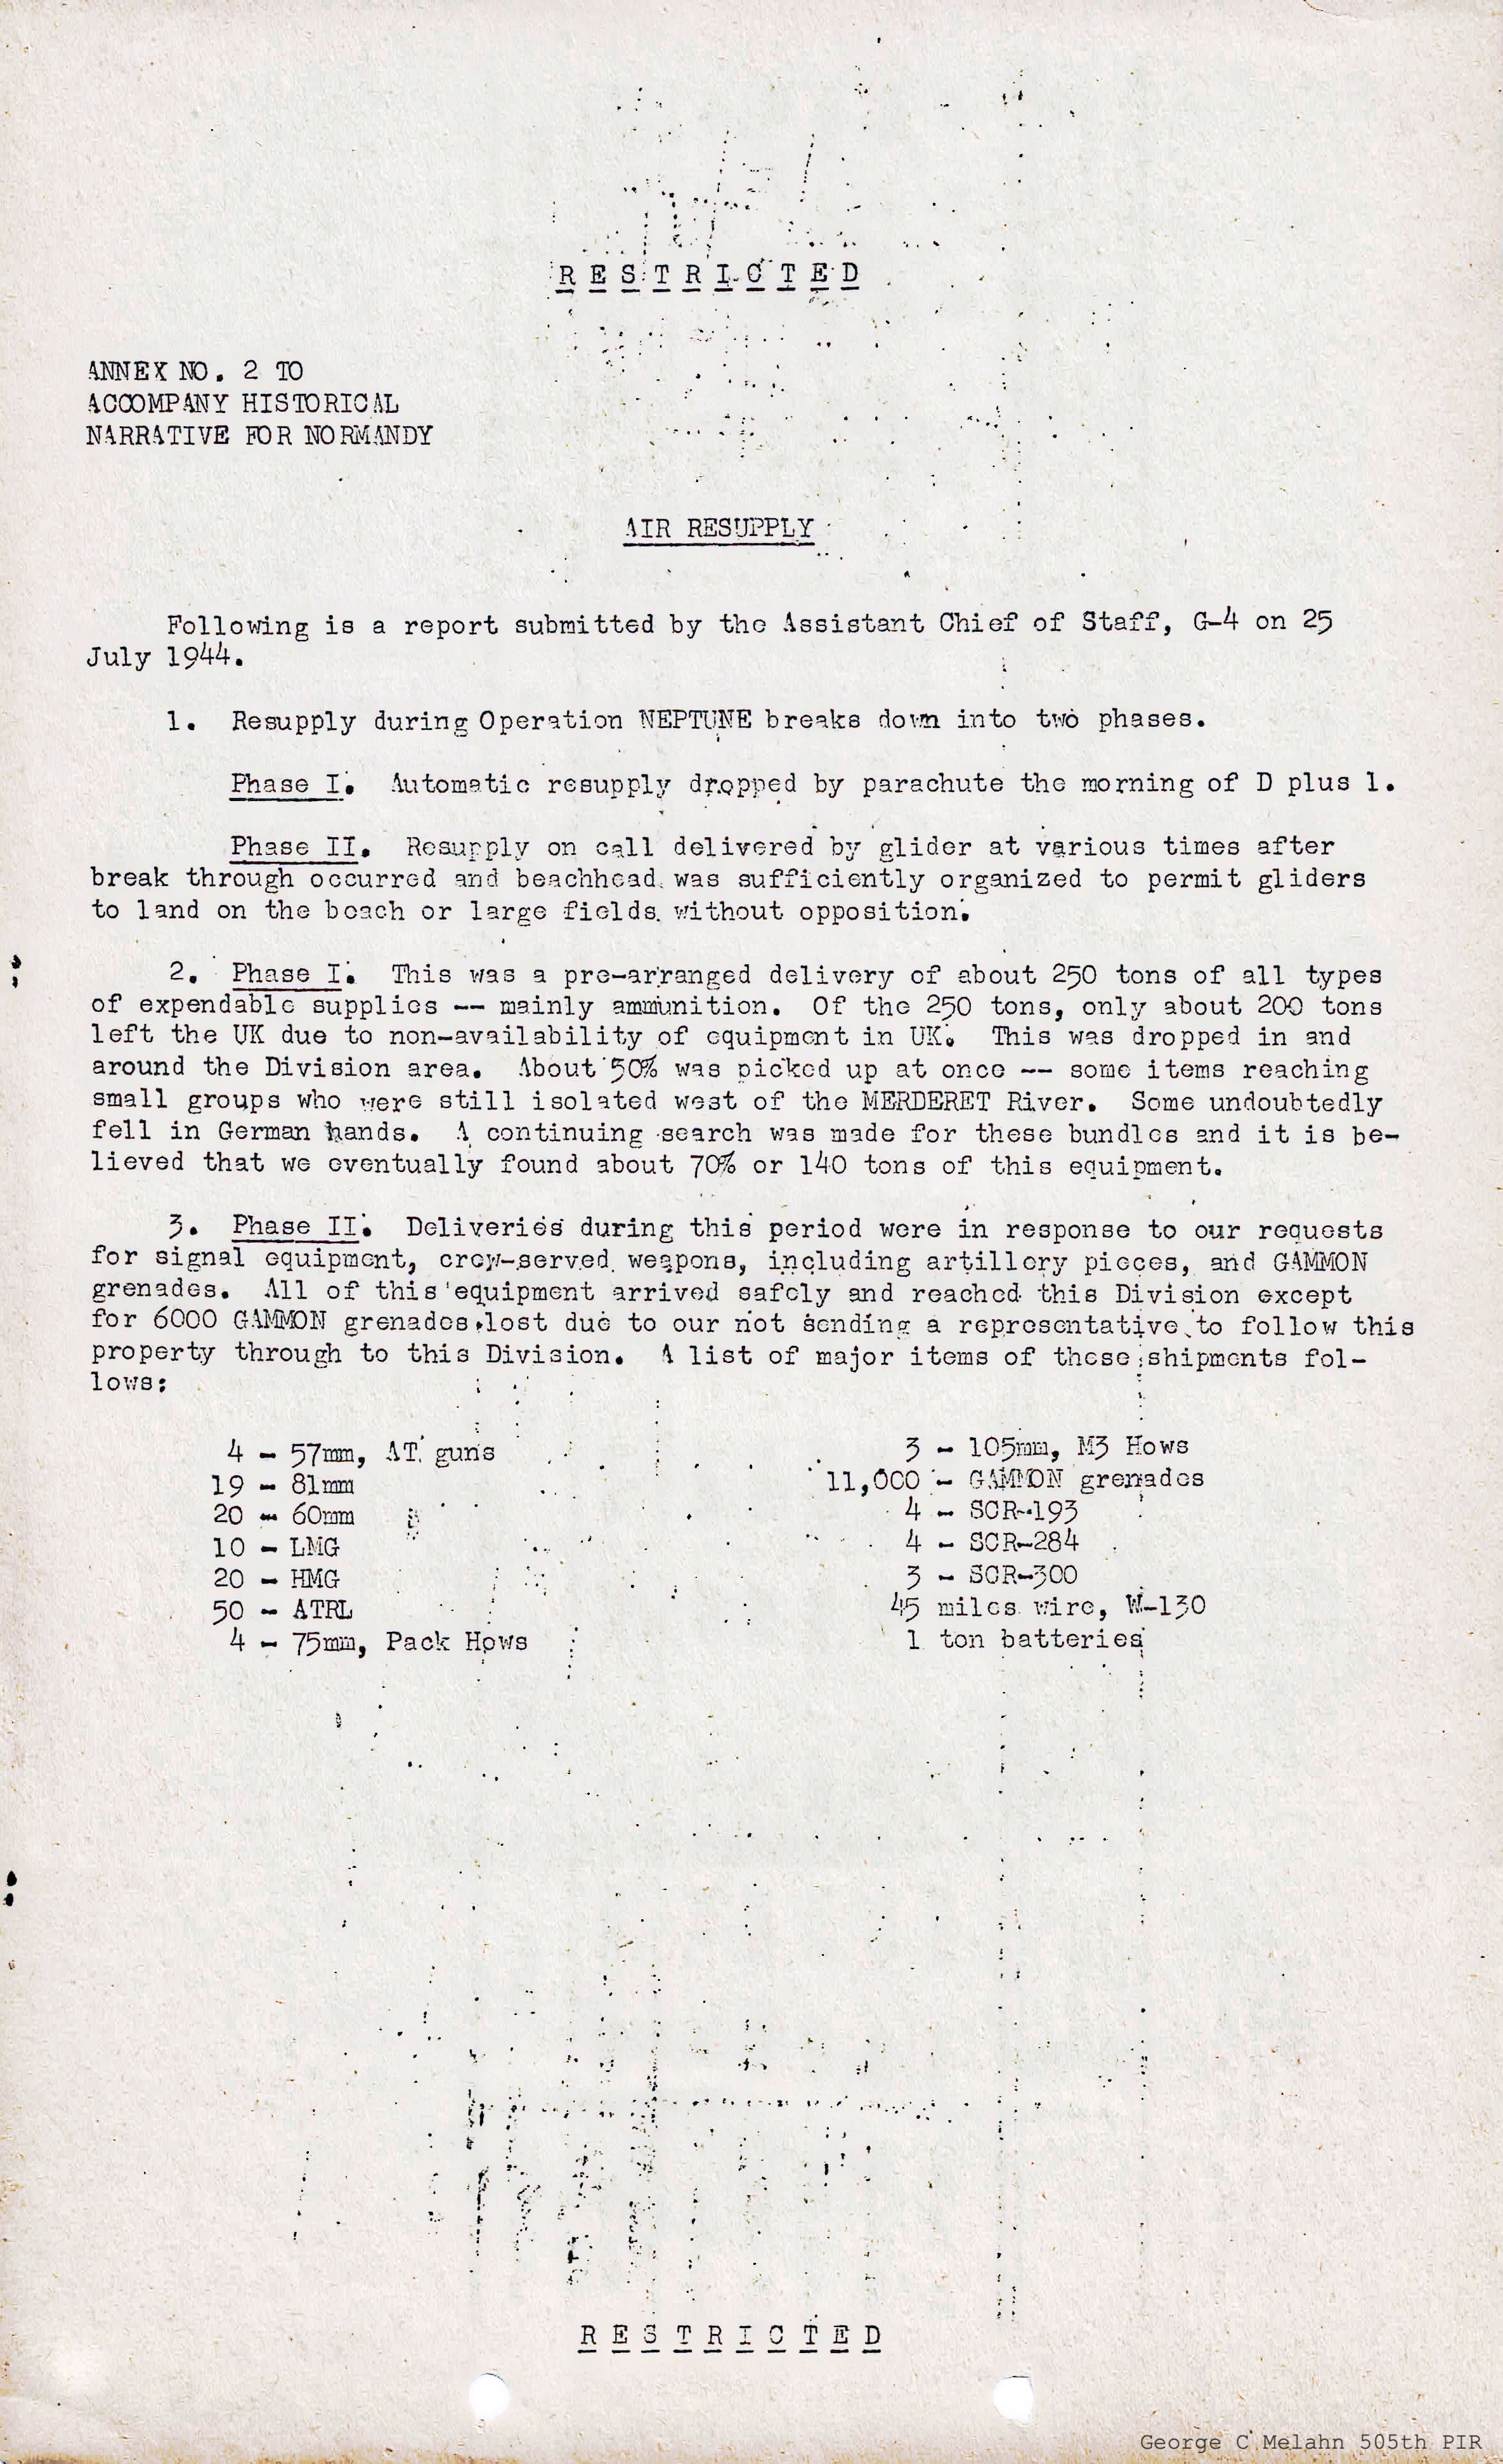 RESTRICTED
ANNEX NO. 2 TO
ACCOMPANY HISTORICAL
NARRATIVE FOR NORMANDY
AIR RESUPPLY
Following is a report submitted by the Assistant Chief of Staff, G-4 on 25
July 1944.
1. Resupply during Operation NEPTUNE breaks down into two phases.
Phase I. Automatic resupply dropped by parachute the morning of D plus 1.
Phase II. Resupply on call delivered by glider at various times after
break through occurred and beachhead was sufficiently organized to permit gliders
to land on the beach or large fields without opposition.
2. Phase I. This was a pre-arranged delivery of about 250 tons of all types
of expendable supplies -- mainly ammunition. Of the 250 tons, only about 200 tons
left the UK due to non-availability of equipment in UK. This was dropped in and
around the Division area. About 50% was picked up at once -- some items reaching
small groups who were still isolated west of the MERDERET River. Some undoubtedly
fell in German hands. A continuing search was made for these bundles and it is be-
lieved that we eventually found about 70% or 140 tons of this equipment.
3. Phase II. Deliveries during this period were in response to our requests
for signal equipment, crew-served weapons, including artillery pieces, and GAMMON
grenades. All of this equipment arrived safely and reached this Division except
for 6000 GAMMON grenades lost due to our not sending a representative to follow this
property through to this Division. A list of major items of these shipments fol-
lows:
4 - 57mm, AT guns
19 - 81mm
20 - 60mm
10 - LMG
20 - HMG
50 - ATRL
4 - 75mm, Pack Hows
3 - 105mm, M3 Hows
11,000 - GAMMON grenades
4 - SCR-193
4 - SCR-284
3 - SCR-300
45 miles wire, W-130
1 ton batteries
RESTRICTED
George C Melahn 505th PIR